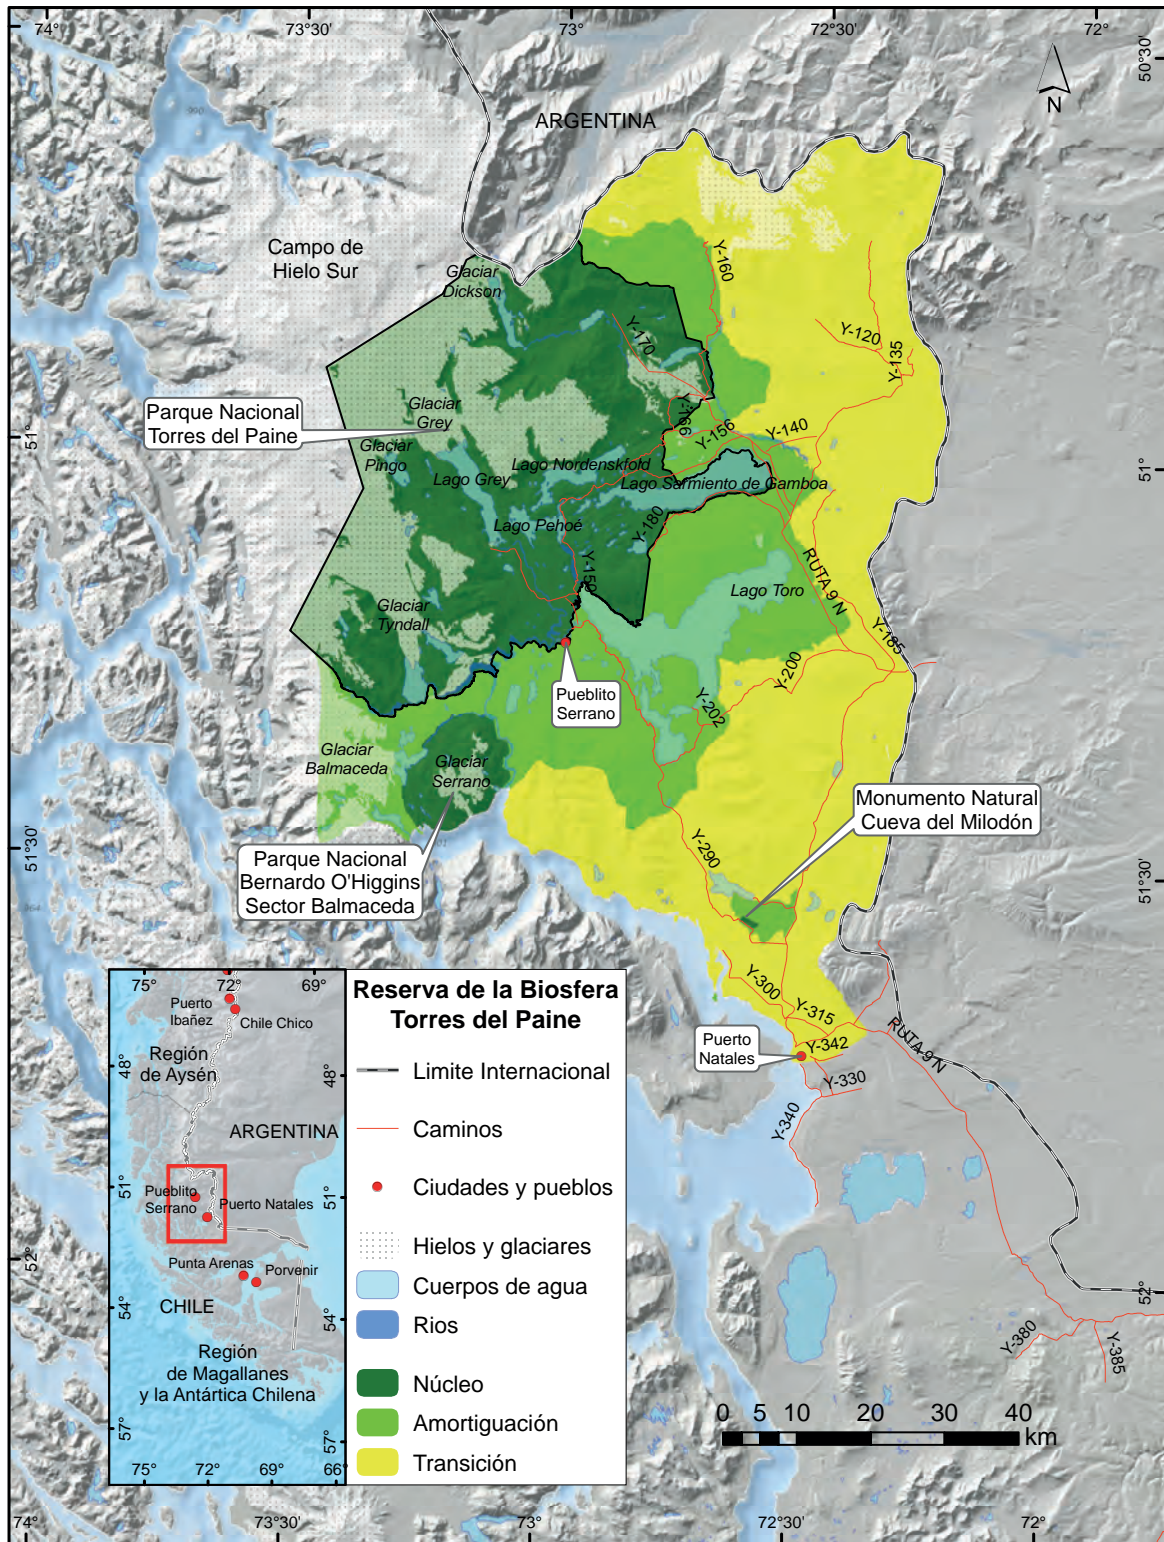 74°
73°30'
73°
72°30'
72°
50°30'
N
ARGENTINA
Campo de
Hielo Sur
Glaciar
Dickson
Y-160
Y-170
Y-120
Y-135
Parque Nacional
Torres del Paine
Glaciar
Grey
Y-166
Y-156
Y-140
51°
51°
Glaciar
Pingo
Lago Nordenskfold
Lago Grey
Lago Sarmiento de Gamboa
Lago Pehoé
Y-180
Y-150
RUTA 9 N
Lago Toro
Glaciar
Tyndall
Y-185
Y-200
Pueblito
Serrano
Y-202
Glaciar
Balmaceda
Glaciar
Serrano
Monumento Natural
Cueva del Milodón
51°30'
51°30'
Parque Nacional
Bernardo O'Higgins
Sector Balmaceda
Y-290
Y-300
Y-315
Puerto
Natales
Y-342
RUTA 9 N
Y-330
Y-340
52°
52°
Y-380
Y-385
75°
72°
69°
Puerto
Ibañez
Chile Chico
Región
de Aysén
48°
48°
ARGENTINA
51°
51°
Pueblito
Serrano
Puerto Natales
Punta Arenas
Porvenir
CHILE
54°
54°
Región
de Magallanes
y la Antártica Chilena
57°
57°
75°
72°
69°
66°
Reserva de la Biosfera
Torres del Paine
Limite Internacional
Caminos
Ciudades y pueblos
Hielos y glaciares
Cuerpos de agua
Rios
Núcleo
Amortiguación
Transición
0 5 10 20 30 40
km
74°
73°30'
73°
72°30'
72°